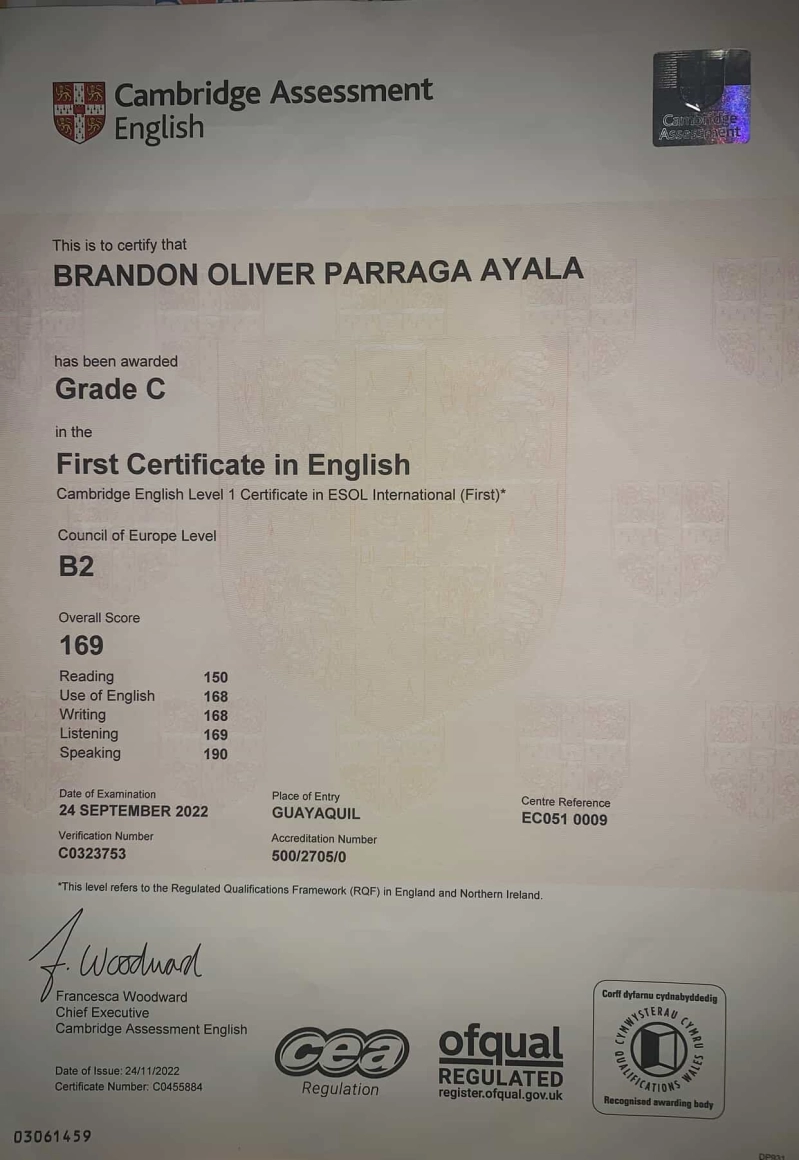 Cambridge Assessment
English
Cambridge
Assessment
This is to certify that
BRANDON OLIVER PARRAGA AYALA
has been awarded
Grade C
in the
First Certificate in English
Cambridge English Level 1 Certificate in ESOL International (First)*
Council of Europe Level
B2
Overall Score
169
Reading 150
Use of English 168
Writing 168
Listening 169
Speaking 190
Date of Examination
24 SEPTEMBER 2022
Place of Entry
GUAYAQUIL
Centre Reference
EC051 0009
Verification Number
C0323753
Accreditation Number
500/2705/0
*This level refers to the Regulated Qualifications Framework (RQF) in England and Northern Ireland.
F. Woodward
Francesca Woodward
Chief Executive
Cambridge Assessment English
Date of Issue: 24/11/2022
Certificate Number: C0455884
cea
Regulation
ofqual
REGULATED
register.ofqual.gov.uk
Corff dyfarnu cydnabyddedig
CYMWYSTERAU CYMRU
QUALIFICATIONS WALES
Recognised awarding body
03061459